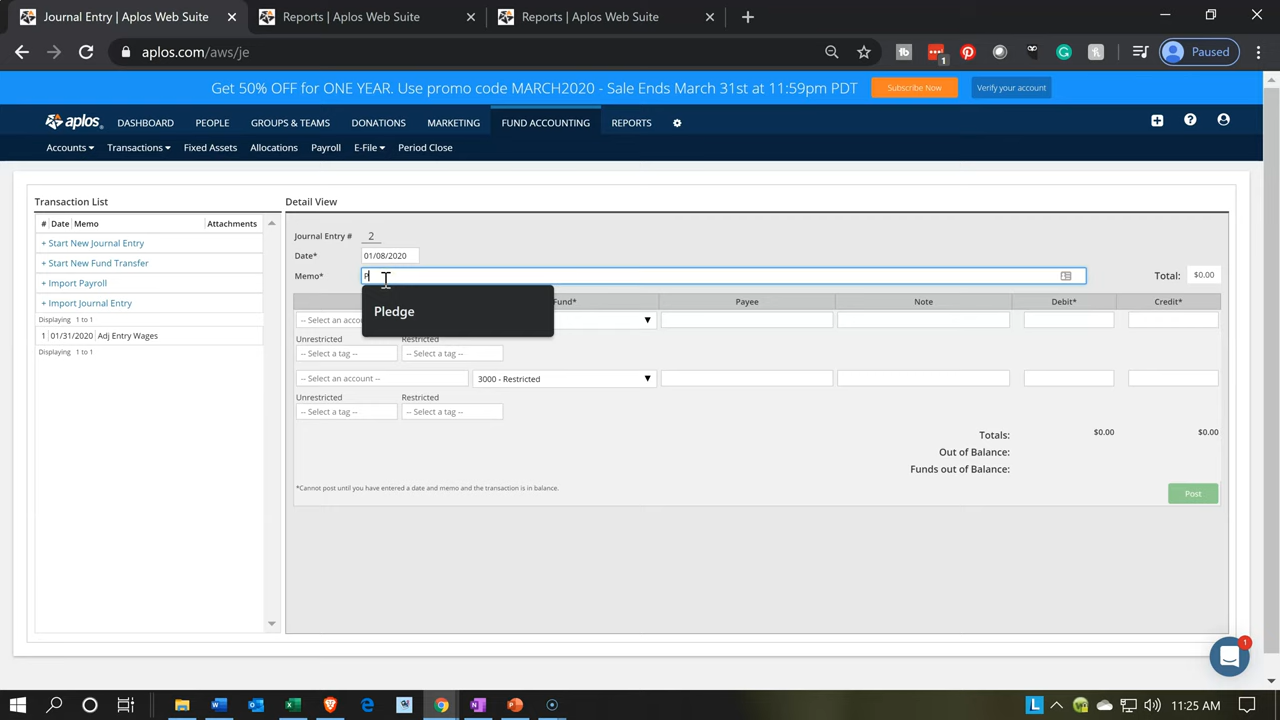 Journal Entry | Aplos Web Suite
Reports | Aplos Web Suite
Reports | Aplos Web Suite
aplos.com/aws/je
1
Paused
Get 50% OFF for ONE YEAR. Use promo code MARCH2020 - Sale Ends March 31st at 11:59pm PDT
Subscribe Now
Verify your account
aplos
DASHBOARD
PEOPLE
GROUPS & TEAMS
DONATIONS
MARKETING
FUND ACCOUNTING
REPORTS
Accounts
Transactions
Fixed Assets
Allocations
Payroll
E-File
Period Close
Transaction List
# Date Memo Attachments
+ Start New Journal Entry
+ Start New Fund Transfer
+ Import Payroll
+ Import Journal Entry
Displaying 1 to 1
1 01/31/2020 Adj Entry Wages
Displaying 1 to 1
Detail View
Journal Entry # 2
Date* 01/08/2020
Memo* P
Total: $0.00
Pledge
Fund* Payee Note Debit* Credit*
-- Select an accou
Unrestricted Restricted
-- Select a tag -- -- Select a tag --
-- Select an account -- 3000 - Restricted
Unrestricted Restricted
-- Select a tag -- -- Select a tag --
Totals: $0.00 $0.00
Out of Balance:
Funds out of Balance:
*Cannot post until you have entered a date and memo and the transaction is in balance.
Post
1
L
11:25 AM